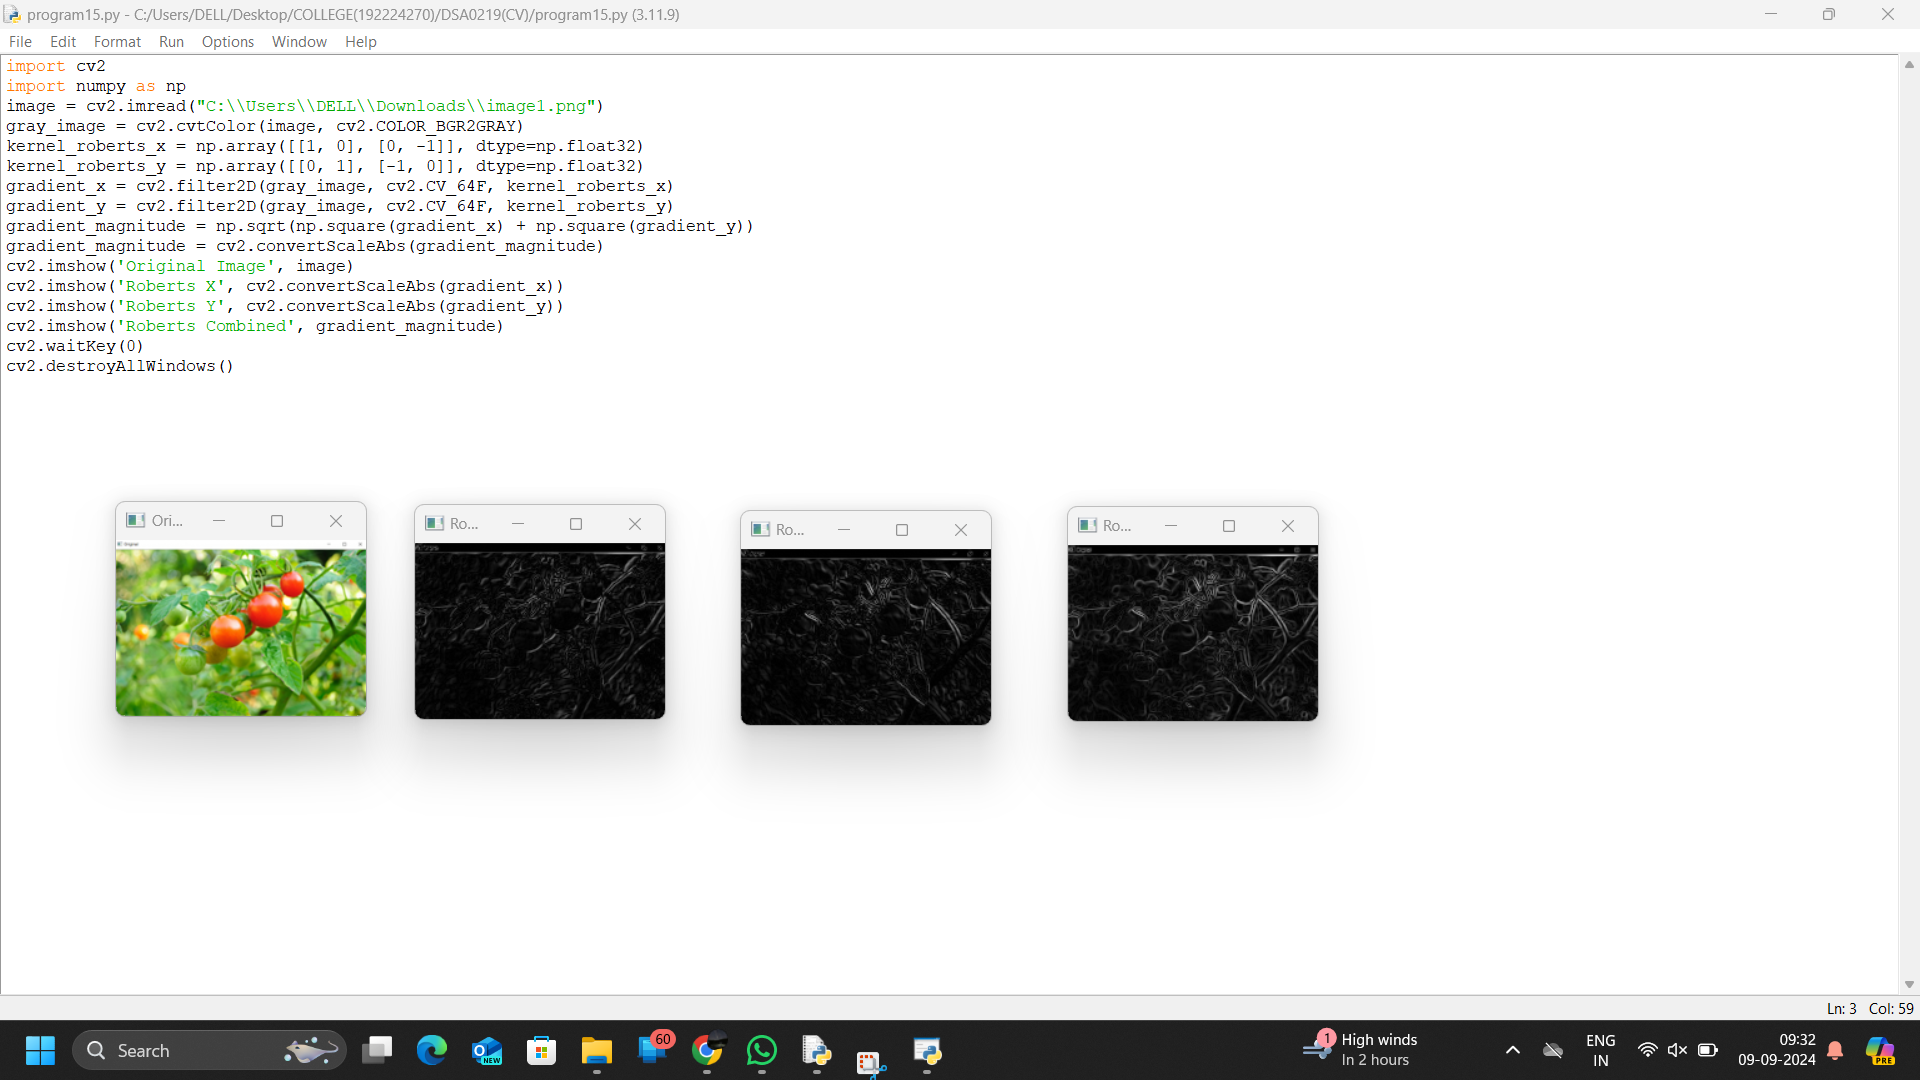 program15.py - C:/Users/DELL/Desktop/COLLEGE(192224270)/DSA0219(CV)/program15.py (3.11.9)
File Edit Format Run Options Window Help
import cv2
import numpy as np
image = cv2.imread("C:\\Users\\DELL\\Downloads\\image1.png")
gray_image = cv2.cvtColor(image, cv2.COLOR_BGR2GRAY)
kernel_roberts_x = np.array([[1, 0], [0, -1]], dtype=np.float32)
kernel_roberts_y = np.array([[0, 1], [-1, 0]], dtype=np.float32)
gradient_x = cv2.filter2D(gray_image, cv2.CV_64F, kernel_roberts_x)
gradient_y = cv2.filter2D(gray_image, cv2.CV_64F, kernel_roberts_y)
gradient_magnitude = np.sqrt(np.square(gradient_x) + np.square(gradient_y))
gradient_magnitude = cv2.convertScaleAbs(gradient_magnitude)
cv2.imshow('Original Image', image)
cv2.imshow('Roberts X', cv2.convertScaleAbs(gradient_x))
cv2.imshow('Roberts Y', cv2.convertScaleAbs(gradient_y))
cv2.imshow('Roberts Combined', gradient_magnitude)
cv2.waitKey(0)
cv2.destroyAllWindows()
Ori...
Ro...
Ro...
Ro...
Ln: 3 Col: 59
Search
NEW
60
1
High winds
In 2 hours
ENG
IN
09:32
09-09-2024
PRE